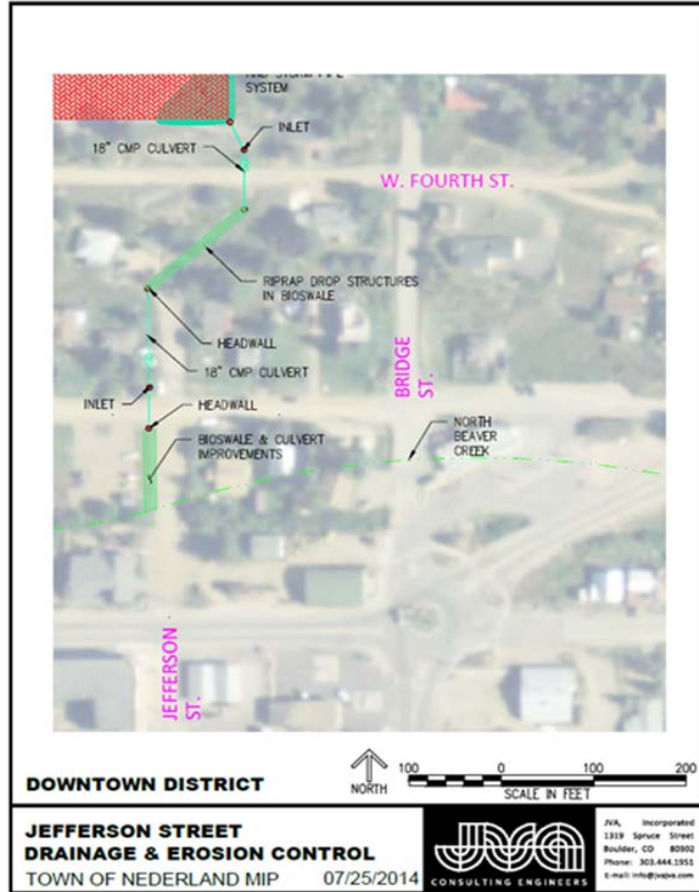 SYSTEM
INLET
18" CMP CULVERT
W. FOURTH ST.
RIPRAP DROP STRUCTURES
IN BIOSWALE
HEADWALL
18" CMP CULVERT
BRIDGE
ST.
INLET
HEADWALL
NORTH
BEAVER
CREEK
BIOSWALE & CULVERT
IMPROVEMENTS
JEFFERSON
ST.
DOWNTOWN DISTRICT
NORTH
100 0 100 200
SCALE IN FEET
JEFFERSON STREET
DRAINAGE & EROSION CONTROL
TOWN OF NEDERLAND MIP 07/25/2014
JVA
CONSULTING ENGINEERS
JVA, Incorporated
1319 Spruce Street
Boulder, CO 80302
Phone: 303.444.1951
E-mail: info@jvajva.com